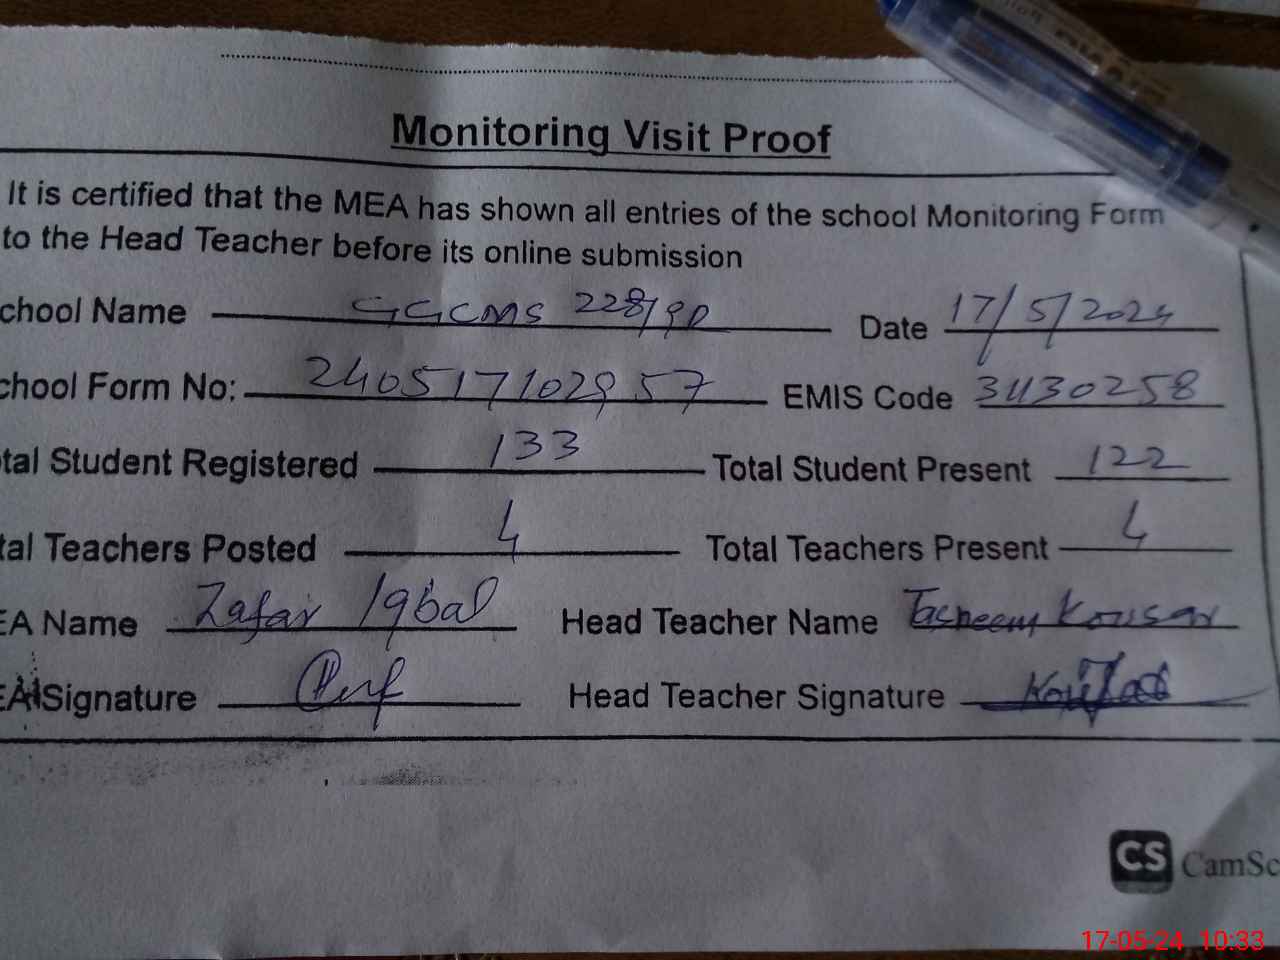 Monitoring Visit Proof
It is certified that the MEA has shown all entries of the school Monitoring Form
to the Head Teacher before its online submission
chool Name GGCMS 228/9R Date 17/5/2024
chool Form No: 240517102957 EMIS Code 31130258
tal Student Registered 133 Total Student Present 122
tal Teachers Posted 4 Total Teachers Present 4
EA Name Zafar Iqbal Head Teacher Name Tasneem Kousar
EA Signature Head Teacher Signature
CS CamSc
17-05-24 10:33